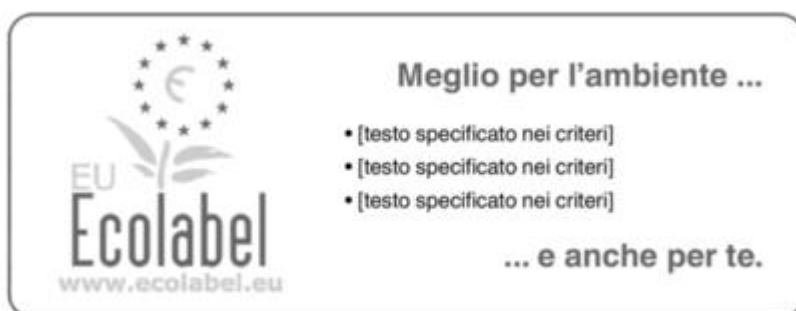 EU
Ecolabel
www.ecolabel.eu
Meglio per l'ambiente ...
• [testo specificato nei criteri]
• [testo specificato nei criteri]
• [testo specificato nei criteri]
... e anche per te.